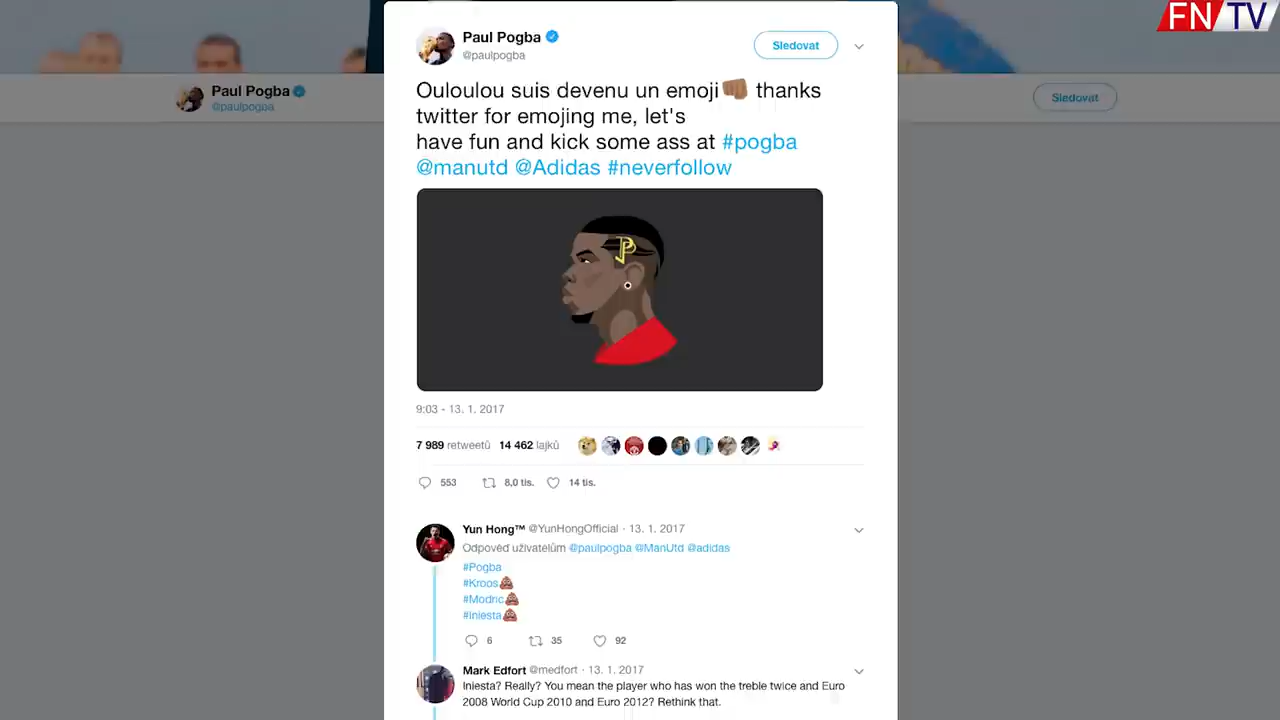 FN TV
Paul Pogba
@paulpogba
Sledovat
Paul Pogba
@paulpogba
Sledovat
Ouloulou suis devenu un emoji👊🏾 thanks
twitter for emojing me, let's
have fun and kick some ass at #pogba
@manutd @Adidas #neverfollow
P
9:03 - 13. 1. 2017
7 989 retweetů 14 462 lajků
553 8,0 tis. 14 tis.
Yun Hong™ @YunHongOfficial · 13. 1. 2017
Odpověď uživatelům @paulpogba @ManUtd @adidas
#Pogba
#Kroos💩
#Modric💩
#Iniesta💩
6 35 92
Mark Edfort @medfort · 13. 1. 2017
Iniesta? Really? You mean the player who has won the treble twice and Euro
2008 World Cup 2010 and Euro 2012? Rethink that.